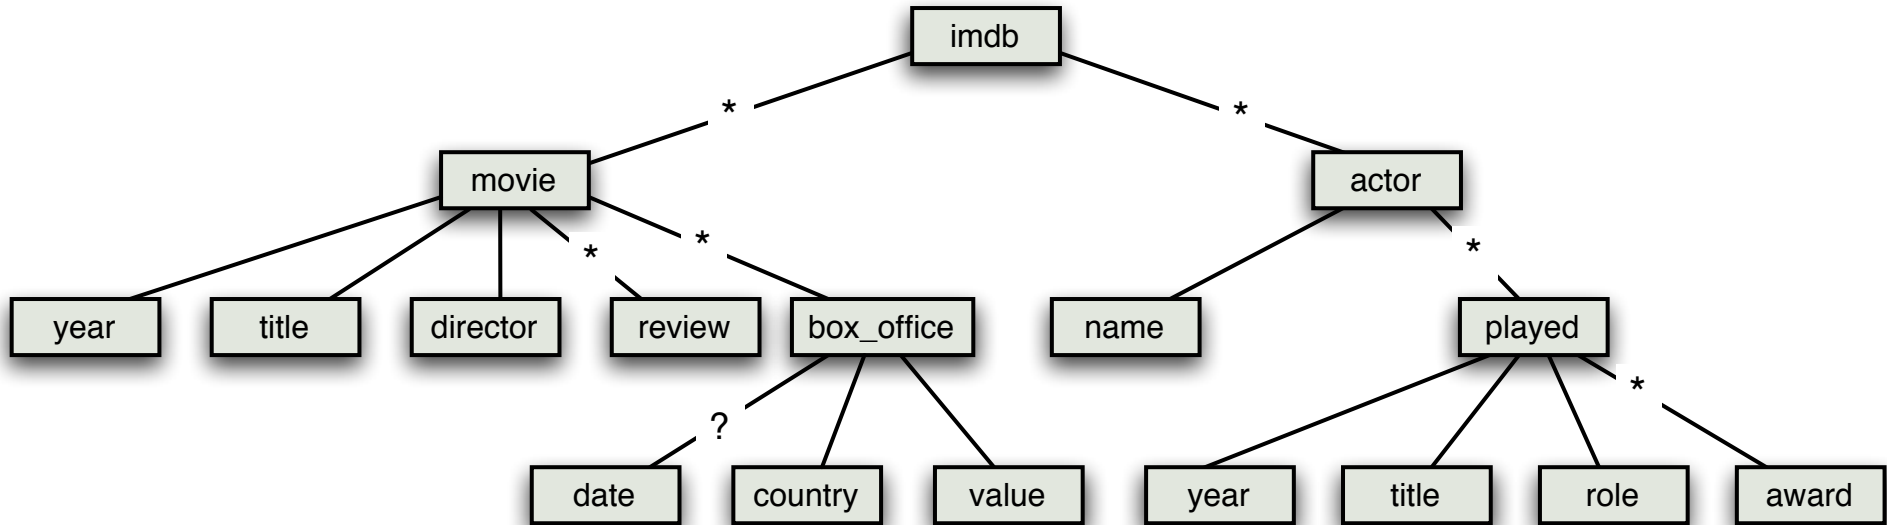 imdb
*
*
movie
actor
*
*
*
year
title
director
review
box_office
name
played
?
*
date
country
value
year
title
role
award